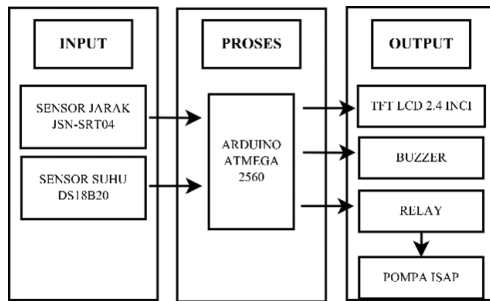 INPUT
SENSOR JARAK
JSN-SRT04
SENSOR SUHU
DS18B20
PROSES
ARDUINO
ATMEGA
2560
OUTPUT
TFT LCD 2.4 INCI
BUZZER
RELAY
POMPA ISAP